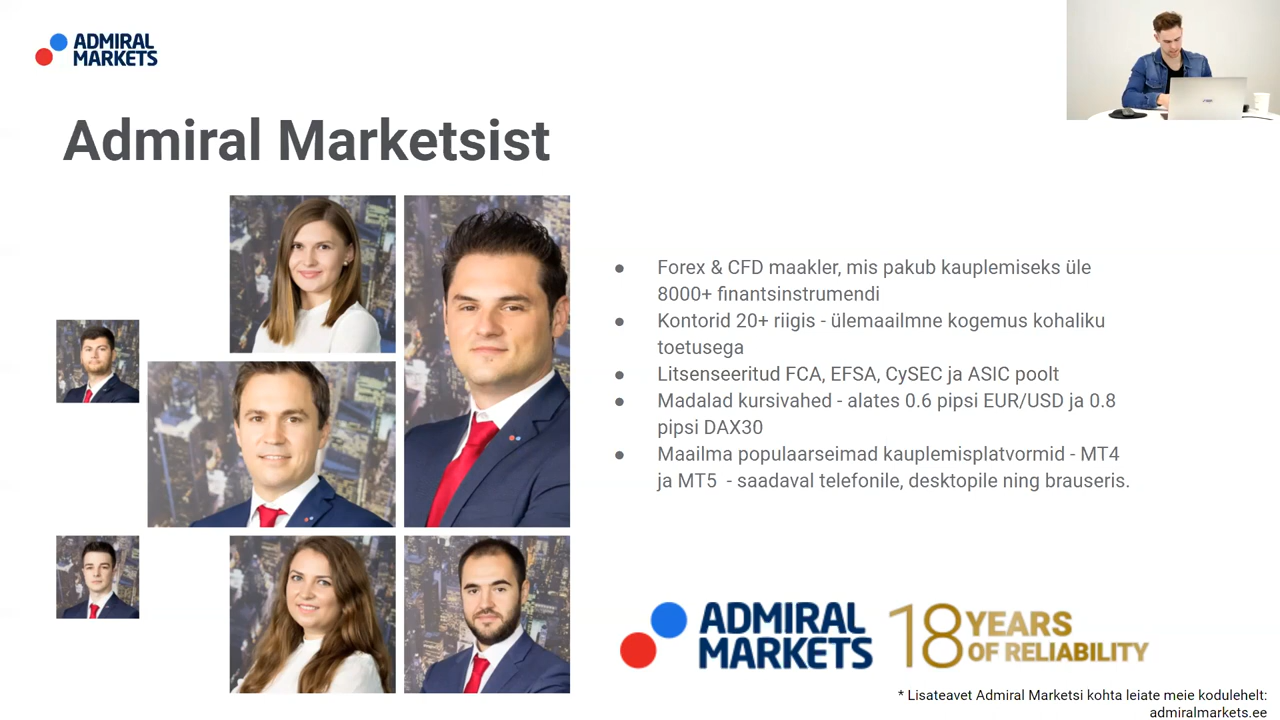 ADMIRAL
MARKETS
Admiral Marketsist
● Forex & CFD maakler, mis pakub kauplemiseks üle
8000+ finantsinstrumendi
● Kontorid 20+ riigis - ülemaailmne kogemus kohaliku
toetusega
● Litsenseeritud FCA, EFSA, CySEC ja ASIC poolt
● Madalad kursivahed - alates 0.6 pipsi EUR/USD ja 0.8
pipsi DAX30
● Maailma populaarseimad kauplemisplatvormid - MT4
ja MT5 - saadaval telefonile, desktopile ning brauseris.
ADMIRAL
MARKETS
18 YEARS
OF RELIABILITY
* Lisateavet Admiral Marketsi kohta leiate meie kodulehelt:
admiralmarkets.ee